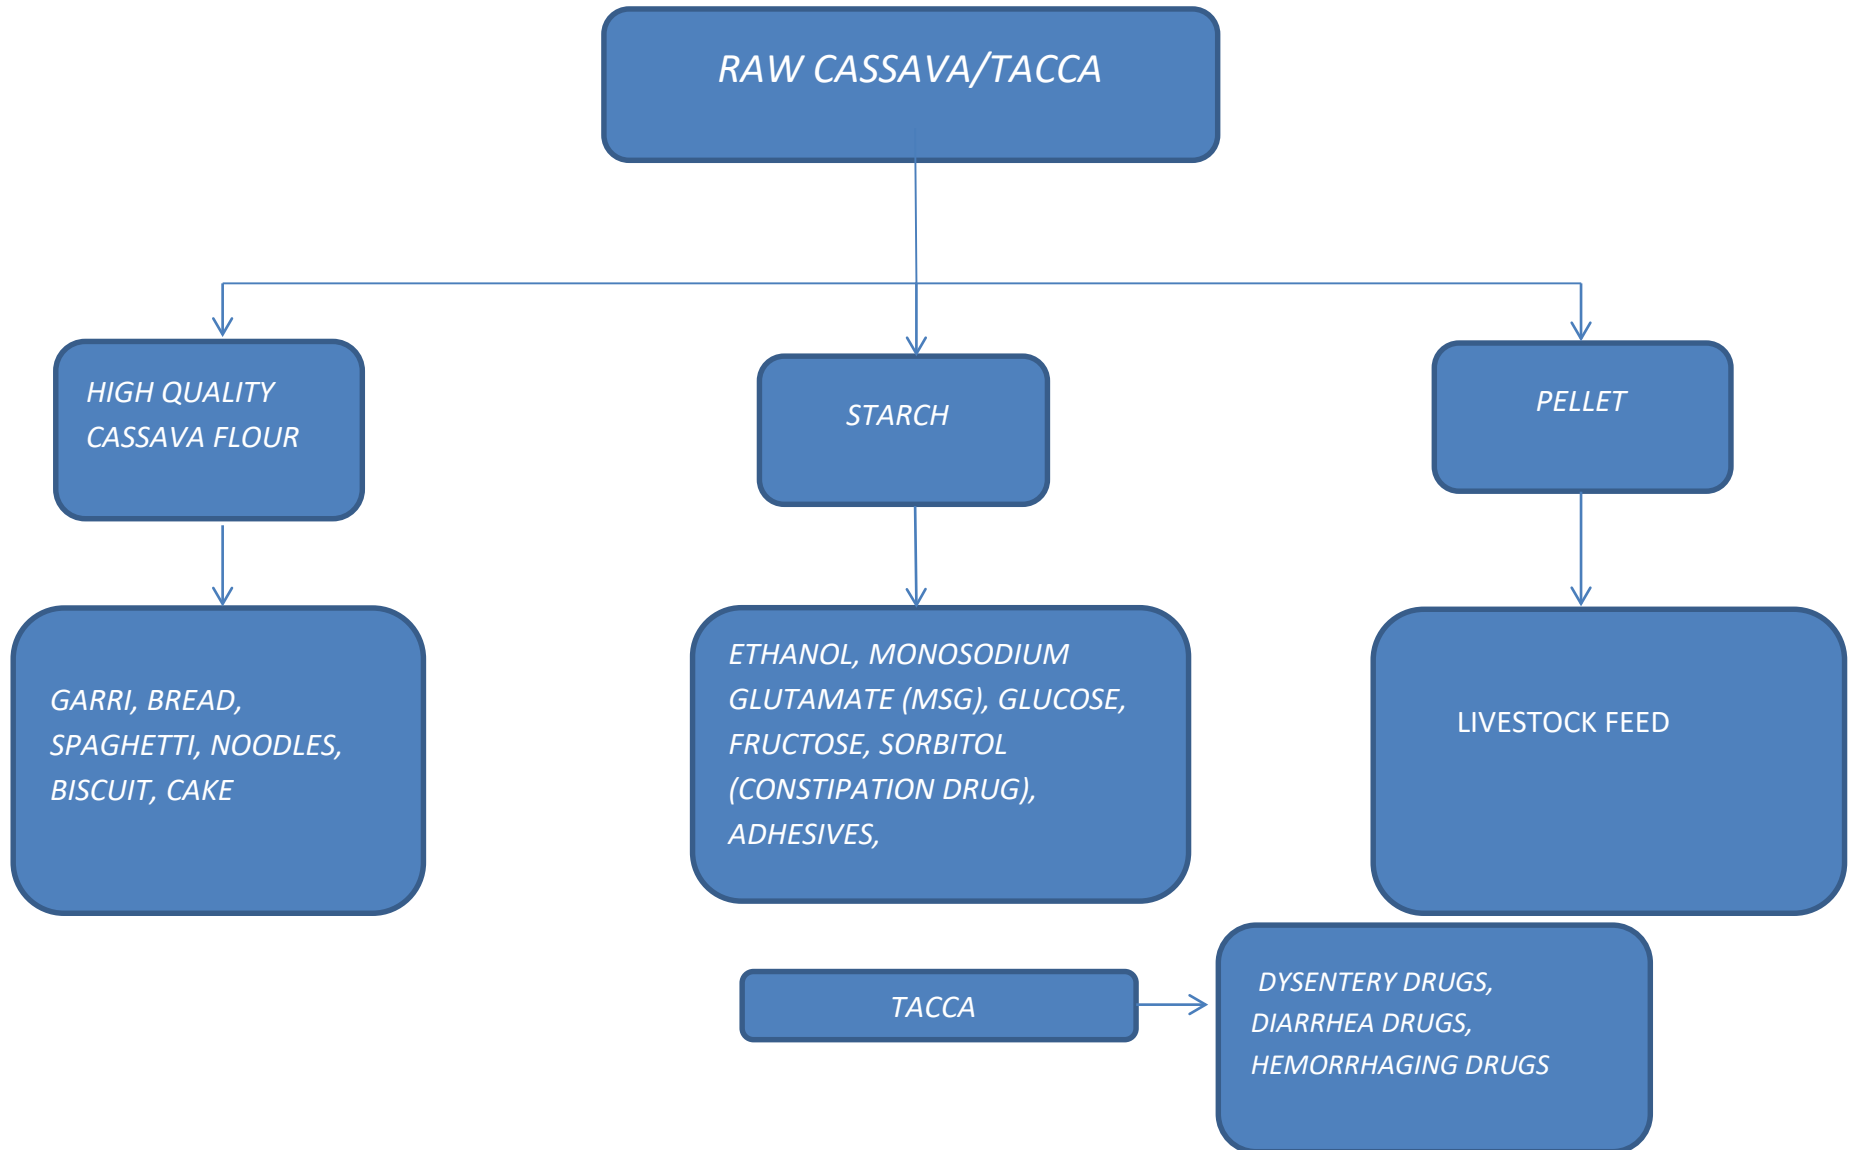 RAW CASSAVA/TACCA
HIGH QUALITY
CASSAVA FLOUR
STARCH
PELLET
GARRI, BREAD,
SPAGHETTI, NOODLES,
BISCUIT, CAKE
ETHANOL, MONOSODIUM
GLUTAMATE (MSG), GLUCOSE,
FRUCTOSE, SORBITOL
(CONSTIPATION DRUG),
ADHESIVES,
LIVESTOCK FEED
TACCA
DYSENTERY DRUGS,
DIARRHEA DRUGS,
HEMORRHAGING DRUGS